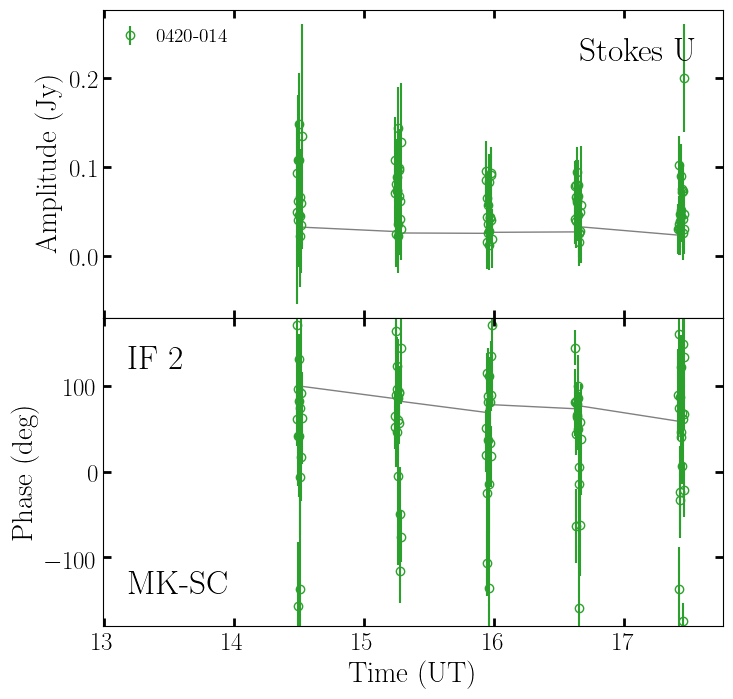 0420-014
Stokes U
Amplitude (Jy)
0.2
0.1
0.0
IF 2
Phase (deg)
100
0
−100
MK-SC
13 14 15 16 17
Time (UT)